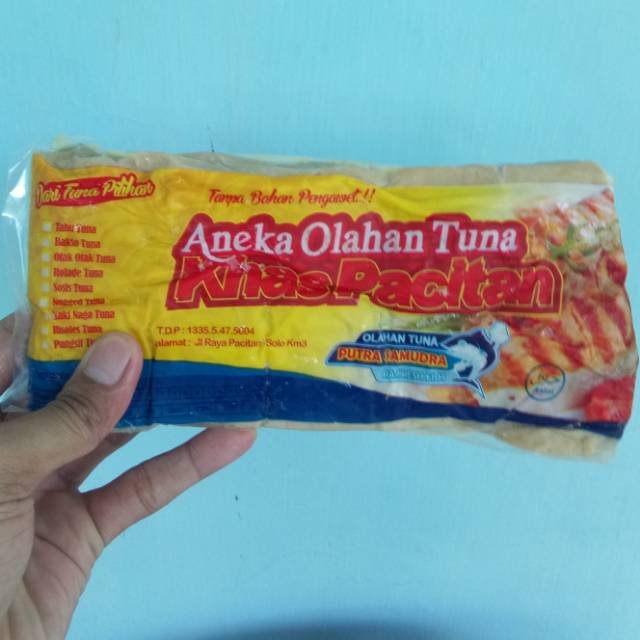 Dari Tuna Pilihan
Tanpa Bahan Pengawet..!!
Tahu Tuna
Bakso Tuna
Otak Otak Tuna
Rolade Tuna
Sosis Tuna
Nugget Tuna
Kaki Naga Tuna
Risoles Tuna
Pangsit
Aneka Olahan Tuna
Khas Pacitan
T.D.P : 1335.5.47.5004
alamat : Jl Raya Pacitan-Solo Km3
OLAHAN TUNA
PUTRA SAMUDRA